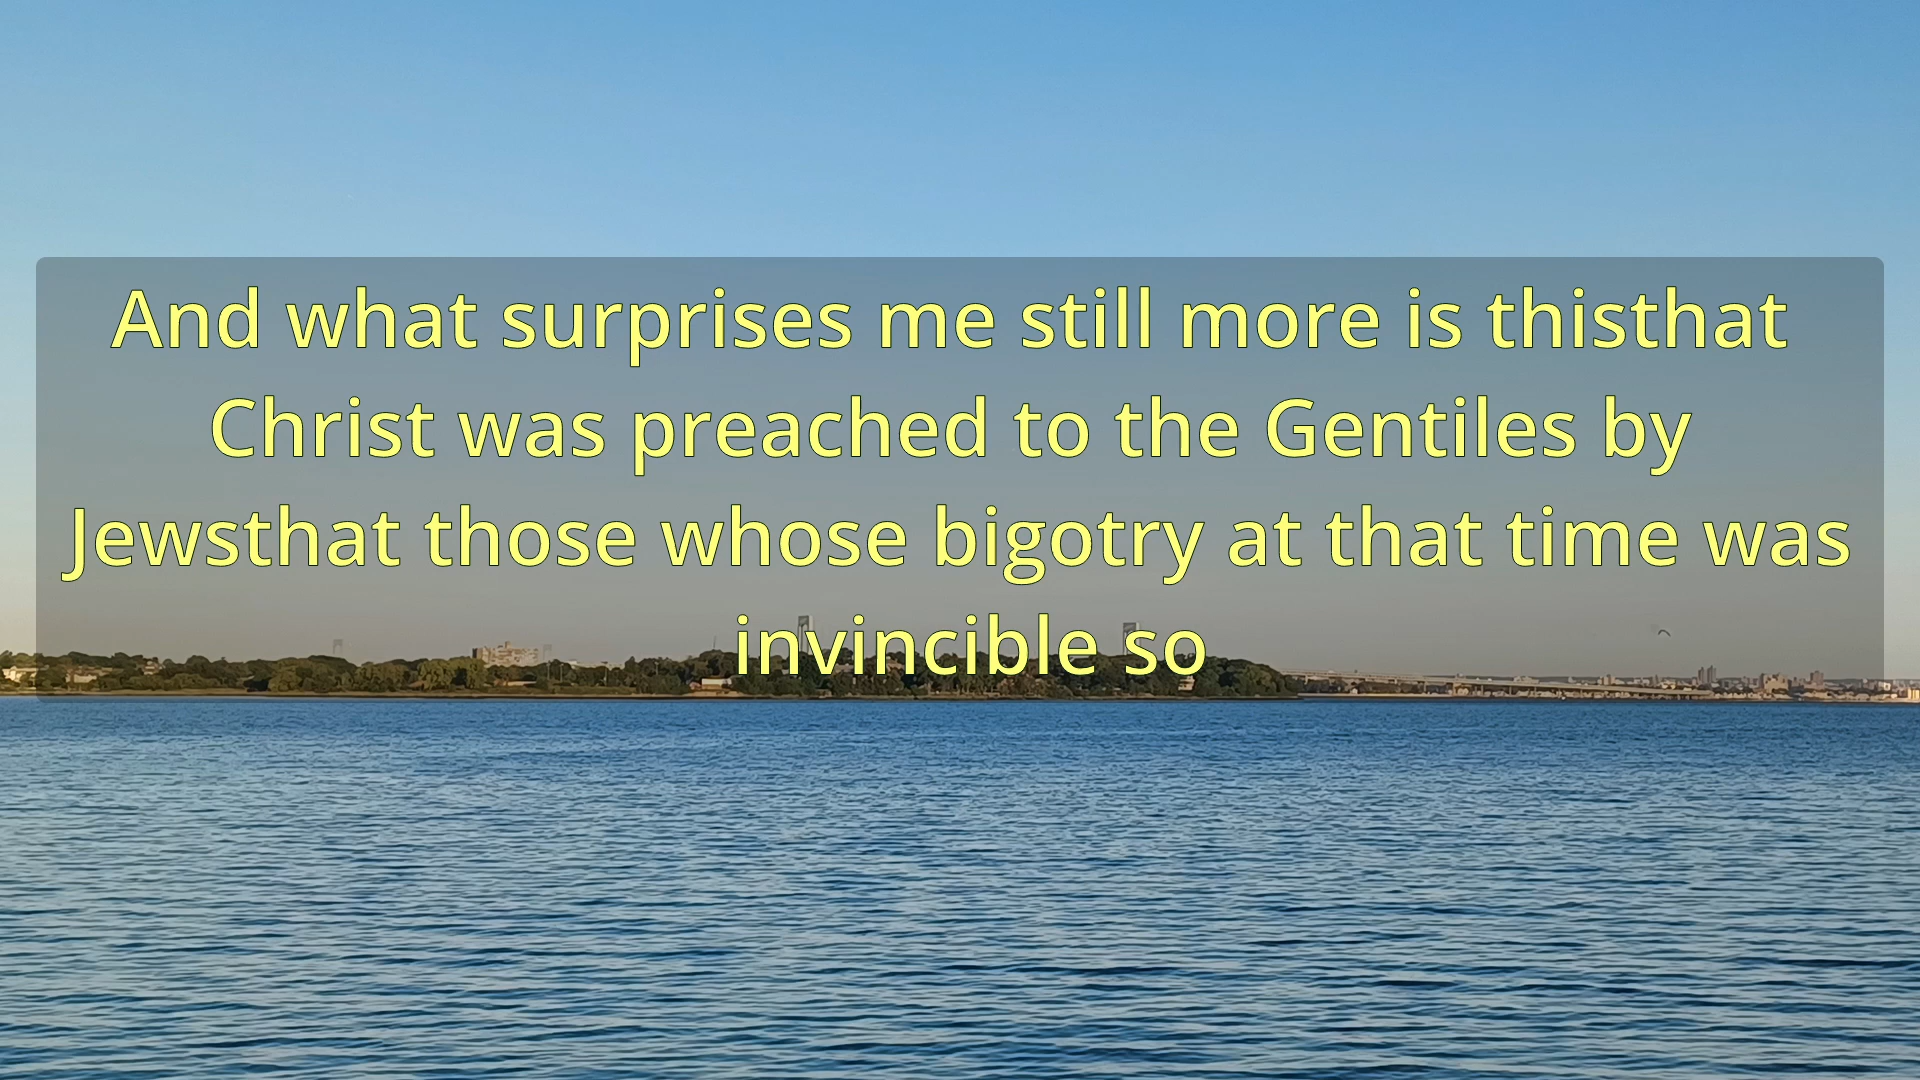 And what surprises me still more is thisthat
Christ was preached to the Gentiles by
Jewsthat those whose bigotry at that time was
invincible so